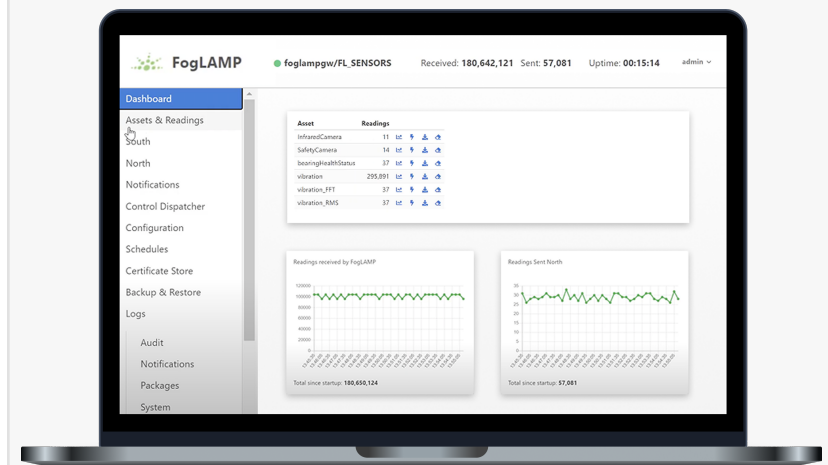 FogLAMP
foglampgw/FL_SENSORS
Received: 180,642,121 Sent: 57,081
Uptime: 00:15:14
admin
Dashboard
Assets & Readings
South
North
Notifications
Control Dispatcher
Configuration
Schedules
Certificate Store
Backup & Restore
Logs
Audit
Notifications
Packages
System
Asset Readings
InfraredCamera 11
SafetyCamera 14
bearingHealthStatus 37
vibration 295,891
vibration_FFT 37
vibration_RMS 37
Readings received by FogLAMP
120000
100000
80000
60000
40000
20000
0
Total since startup: 180,650,124
Readings Sent North
35
30
25
20
15
10
5
0
Total since startup: 57,081